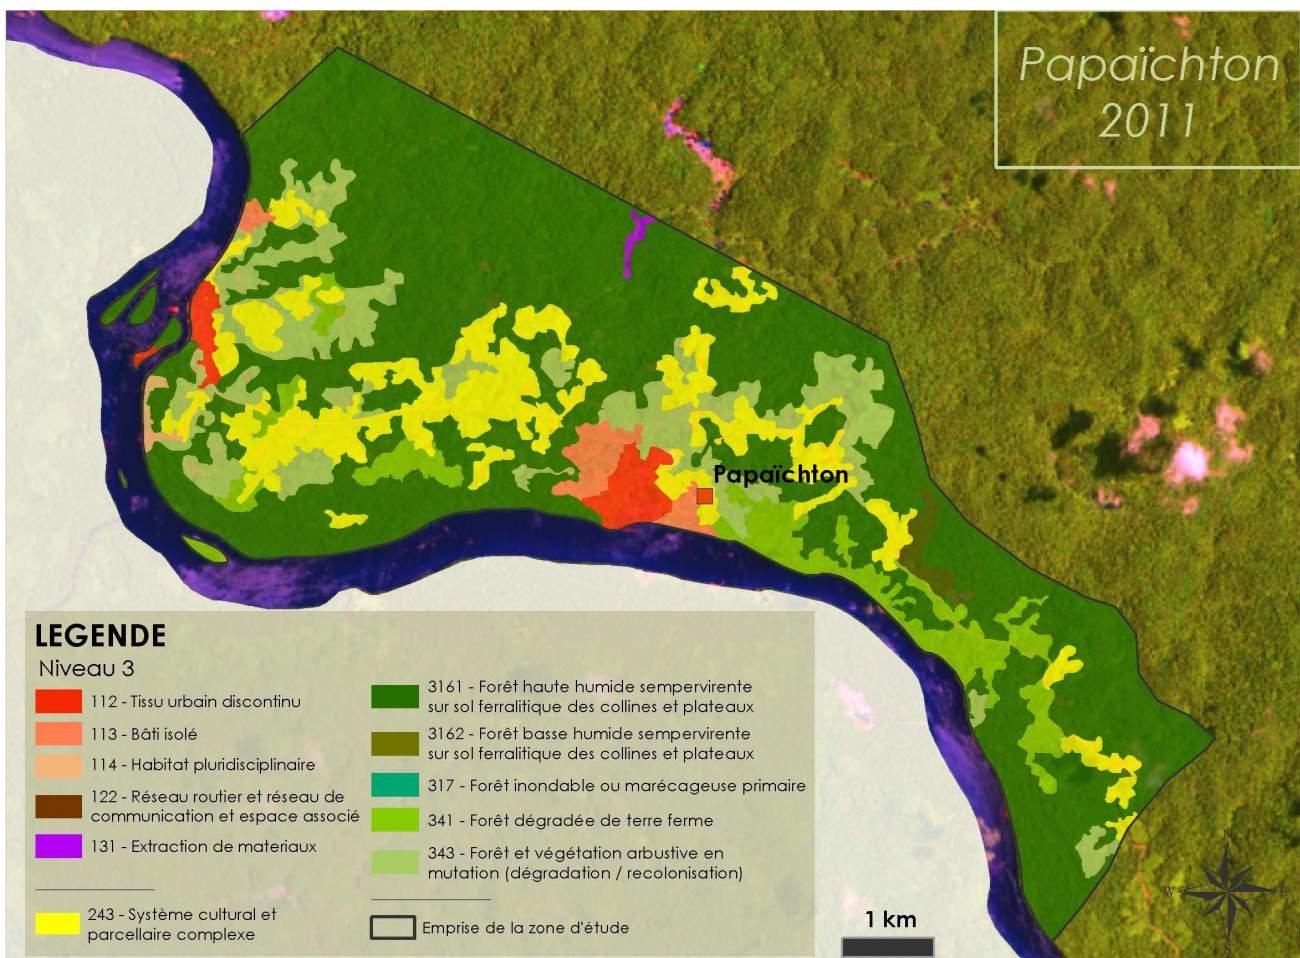 Papaïchton
2011
Papaïchton
LEGENDE
Niveau 3
112 - Tissu urbain discontinu
113 - Bâti isolé
114 - Habitat pluridisciplinaire
122 - Réseau routier et réseau de
communication et espace associé
131 - Extraction de materiaux
243 - Système cultural et
parcellaire complexe
3161 - Forêt haute humide sempervirente
sur sol ferralitique des collines et plateaux
3162 - Forêt basse humide sempervirente
sur sol ferralitique des collines et plateaux
317 - Forêt inondable ou marécageuse primaire
341 - Forêt dégradée de terre ferme
343 - Forêt et végétation arbustive en
mutation (dégradation / recolonisation)
Emprise de la zone d'étude
1 km
N
W
E
S